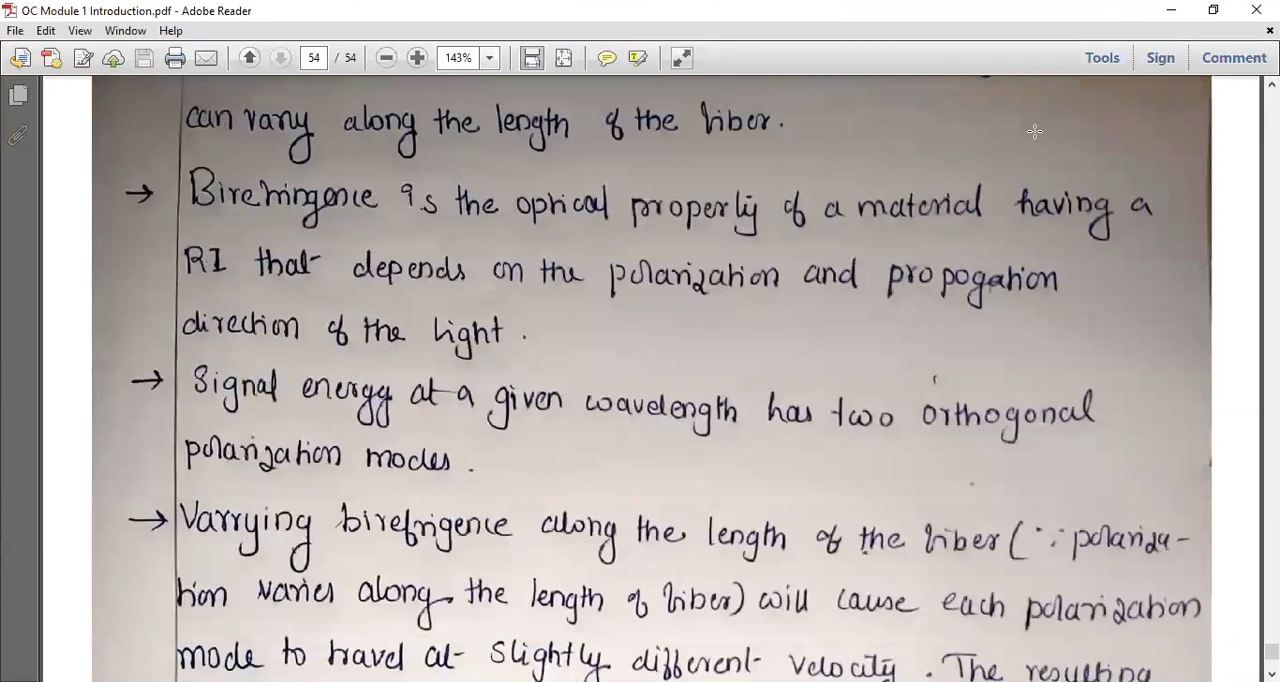 OC Module 1 Introduction.pdf - Adobe Reader
File Edit View Window Help
54 / 54 143% Tools Sign Comment
can vary along the length of the fiber.
→ Birefringence is the optical property of a material having a
RI that depends on the polarization and propogation
direction of the light.
→ Signal energy at a given wavelength has two orthogonal
polarization modes.
→ Varrying birefrigence along the length of the fiber (∵ polariza-
tion varies along the length of fiber) will cause each polarization
mode to travel at slightly different velocity. The resulting